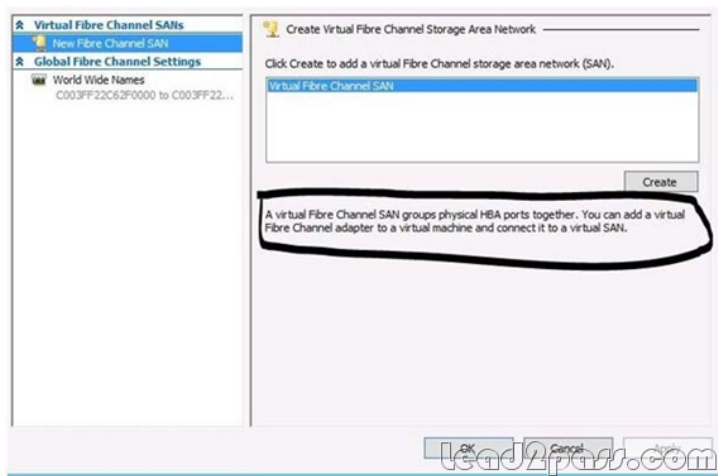 Virtual Fibre Channel SANs
New Fibre Channel SAN
Global Fibre Channel Settings
World Wide Names
C003FF22C62F0000 to C003FF22...
Create Virtual Fibre Channel Storage Area Network
Click Create to add a virtual Fibre Channel storage area network (SAN).
Virtual Fibre Channel SAN
Create
A virtual Fibre Channel SAN groups physical HBA ports together. You can add a virtual
Fibre Channel adapter to a virtual machine and connect it to a virtual SAN.
OK
Cancel
Apply
Lead2pass.com